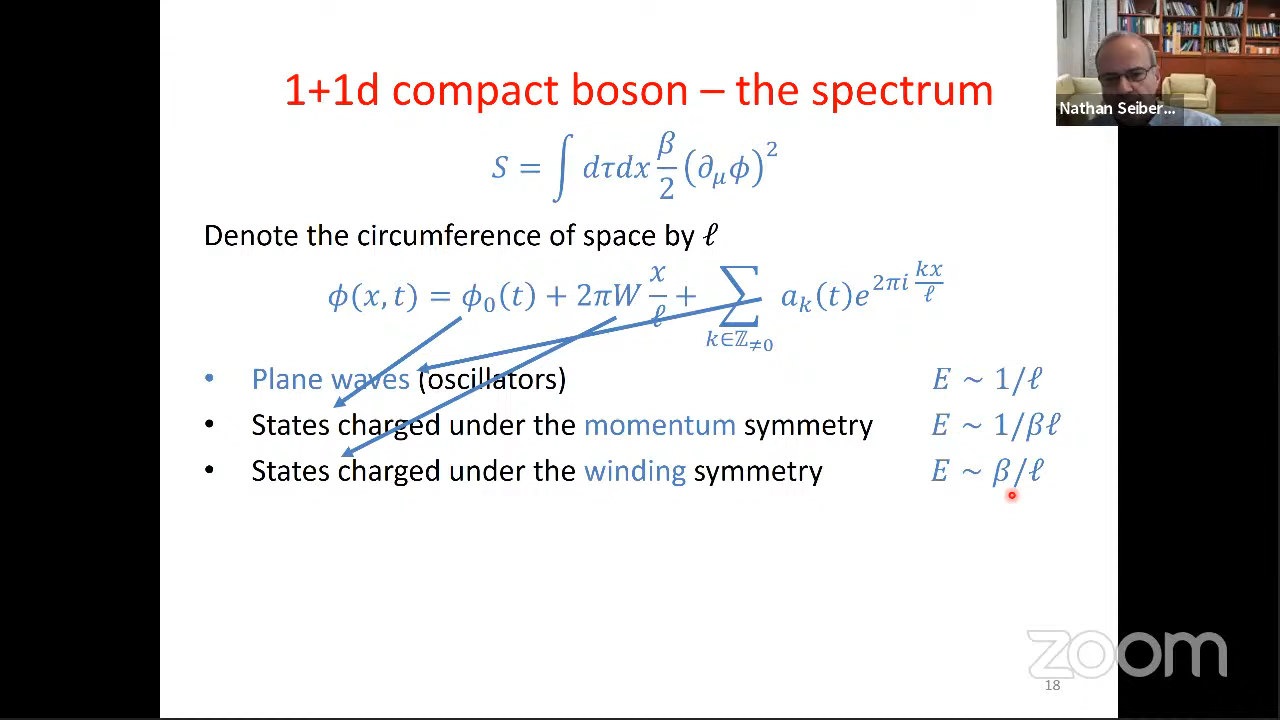 1+1d compact boson – the spectrum
Nathan Seiber...
S = ∫ dτdx β/2 (∂_μ ϕ)^2
Denote the circumference of space by ℓ
ϕ(x, t) = ϕ_0(t) + 2πW x/ℓ + ∑_{k∈ℤ_{≠0}} a_k(t)e^{2πi kx/ℓ}
• Plane waves (oscillators) E ~ 1/ℓ
• States charged under the momentum symmetry E ~ 1/βℓ
• States charged under the winding symmetry E ~ β/ℓ
zoom
18